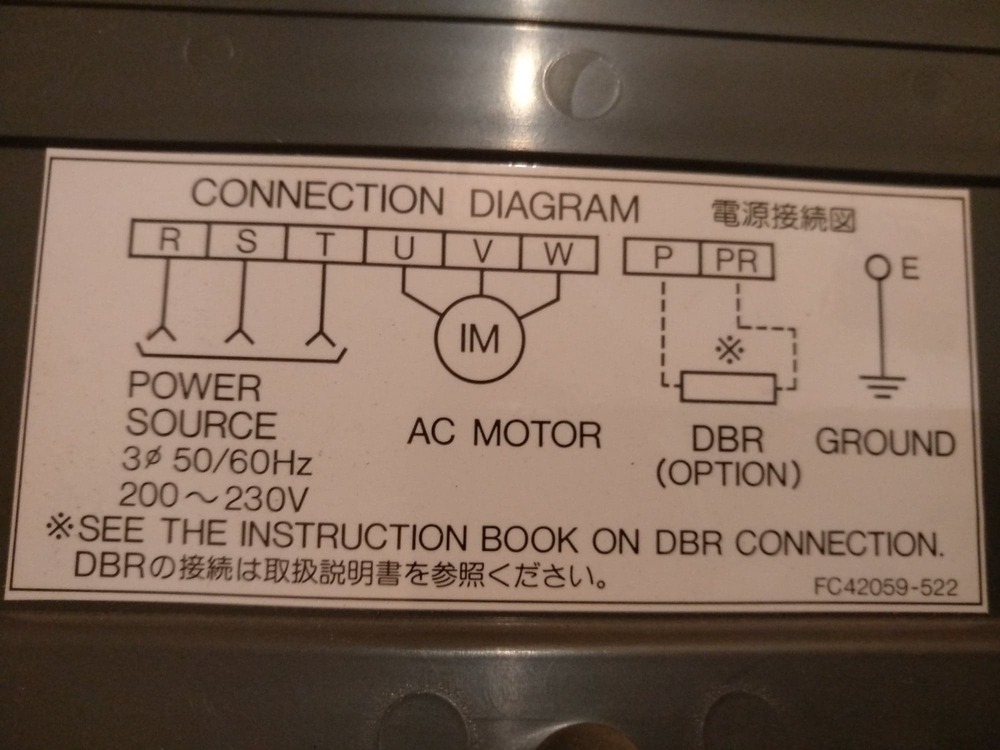 CONNECTION DIAGRAM 電源接続図
R S T U V W P PR E
IM
※
POWER
SOURCE
3ø 50/60Hz
200～230V
AC MOTOR
DBR
(OPTION)
GROUND
※SEE THE INSTRUCTION BOOK ON DBR CONNECTION.
DBRの接続は取扱説明書を参照ください。
FC42059-522